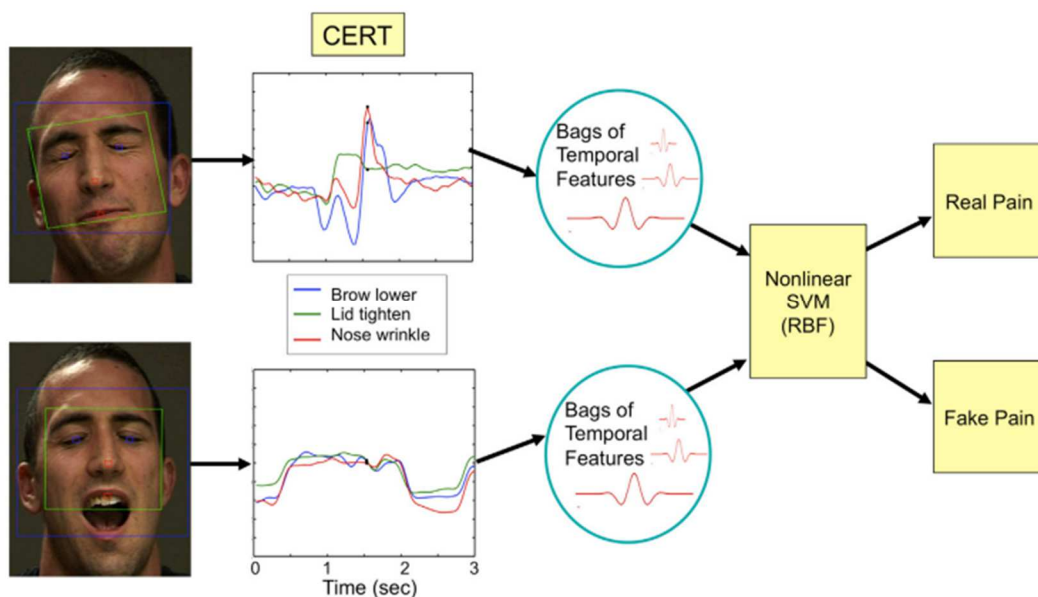 CERT
Brow lower
Lid tighten
Nose wrinkle
Bags of
Temporal
Features
Bags of
Temporal
Features
Nonlinear
SVM
(RBF)
Real Pain
Fake Pain
0 1 2 3
Time (sec)